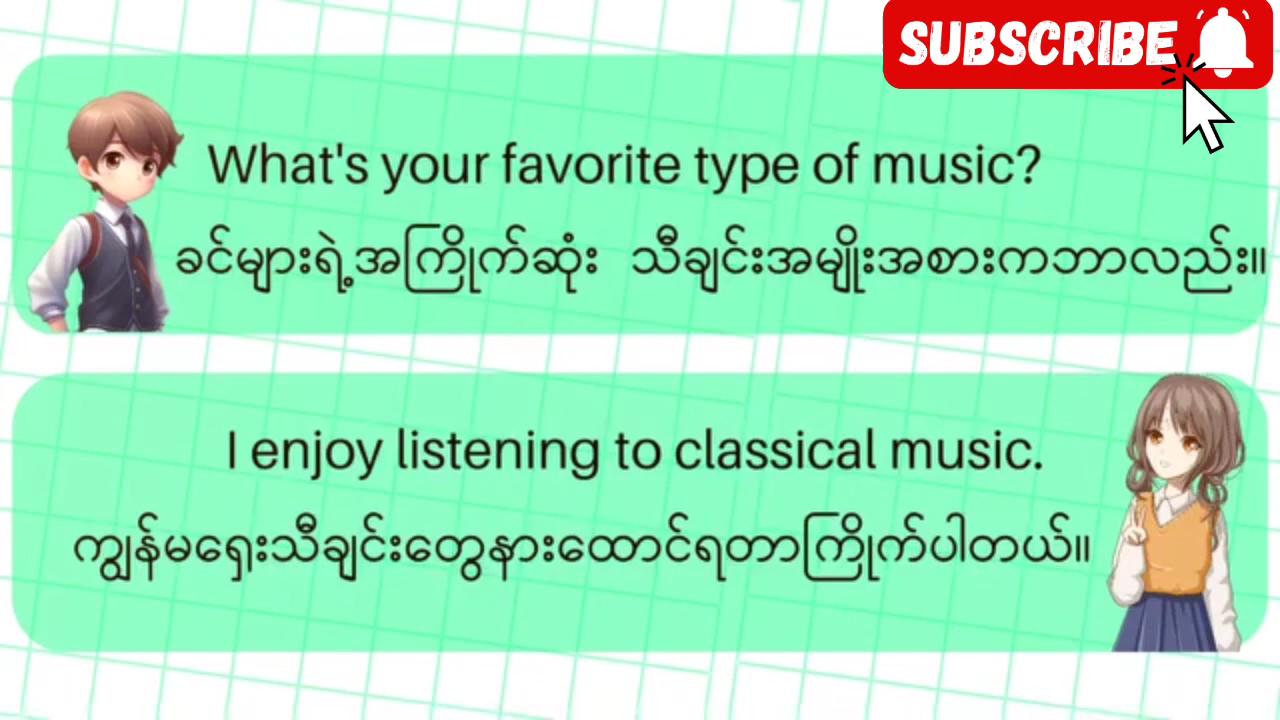 SUBSCRIBE
What's your favorite type of music?
ခင်များရဲ့အကြိုက်ဆုံး သီချင်းအမျိုးအစားကဘာလည်း။
I enjoy listening to classical music.
ကျွန်မရှေးသီချင်းတွေနားထောင်ရတာကြိုက်ပါတယ်။